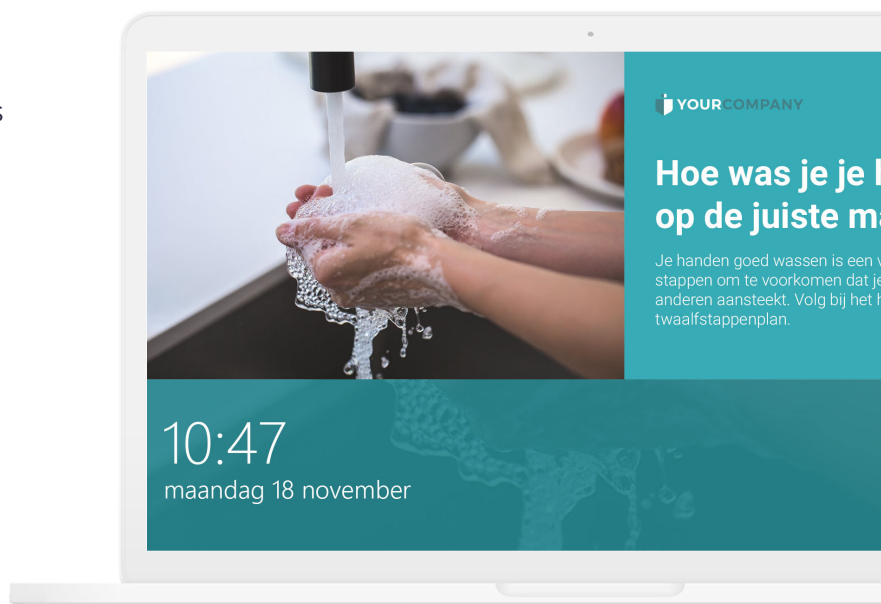 YOURCOMPANY
Hoe was je je
op de juiste
Je handen goed wassen is een
stappen om te voorkomen dat je
anderen aansteekt. Volg bij het
twaalfstappenplan.
10:47
maandag 18 november